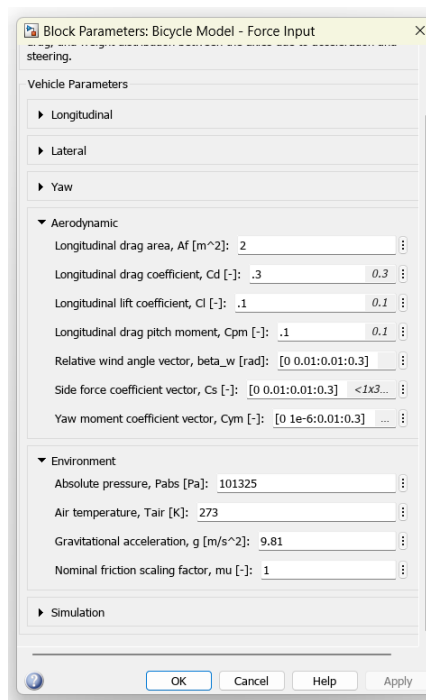 Block Parameters: Bicycle Model - Force Input
steering.
Vehicle Parameters
Longitudinal
Lateral
Yaw
Aerodynamic
Longitudinal drag area, Af [m^2]: 2
Longitudinal drag coefficient, Cd [-]: .3 0.3
Longitudinal lift coefficient, Cl [-]: .1 0.1
Longitudinal drag pitch moment, Cpm [-]: .1 0.1
Relative wind angle vector, beta_w [rad]: [0 0.01:0.01:0.3]
Side force coefficient vector, Cs [-]: [0 0.01:0.01:0.3] <1x3...
Yaw moment coefficient vector, Cym [-]: [0 1e-6:0.01:0.3] ...
Environment
Absolute pressure, Pabs [Pa]: 101325
Air temperature, Tair [K]: 273
Gravitational acceleration, g [m/s^2]: 9.81
Nominal friction scaling factor, mu [-]: 1
Simulation
OK Cancel Help Apply